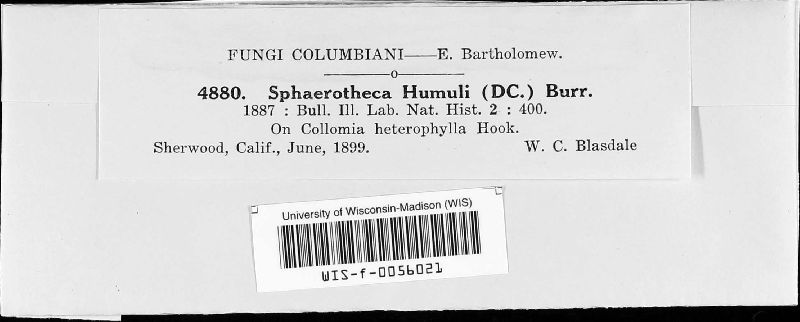 FUNGI COLUMBIANI——E. Bartholomew.
4880. Sphaerotheca Humuli (DC.) Burr.
1887 : Bull. Ill. Lab. Nat. Hist. 2 : 400.
On Collomia heterophylla Hook.
Sherwood, Calif., June, 1899. W. C. Blasdale
University of Wisconsin-Madison (WIS)
WIS-f-0056021